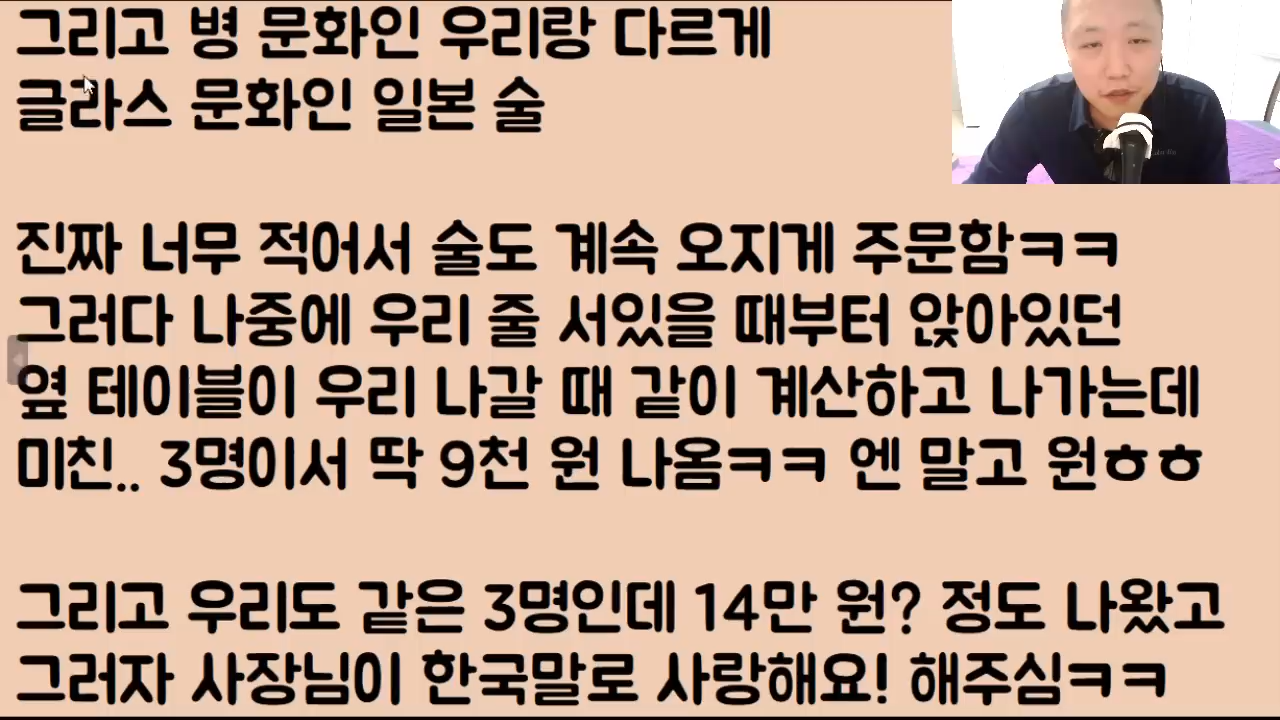 그리고 병 문화인 우리랑 다르게
글라스 문화인 일본 술
진짜 너무 적어서 술도 계속 오지게 주문함ㅋㅋ
그러다 나중에 우리 줄 서있을 때부터 앉아있던
옆 테이블이 우리 나갈 때 같이 계산하고 나가는데
미친.. 3명이서 딱 9천 원 나옴ㅋㅋ 엔 말고 원ㅎㅎ
그리고 우리도 같은 3명인데 14만 원? 정도 나왔고
그러자 사장님이 한국말로 사랑해요! 해주심ㅋㅋ